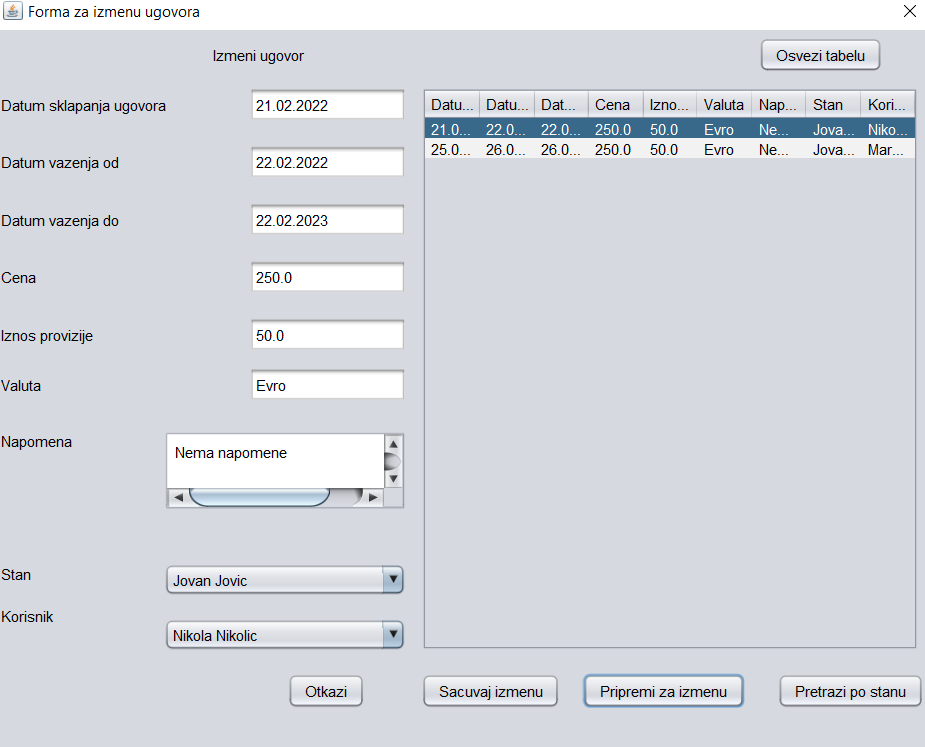 Forma za izmenu ugovora
Izmeni ugovor
Osvezi tabelu
Datum sklapanja ugovora
21.02.2022
Datum vazenja od
22.02.2022
Datum vazenja do
22.02.2023
Cena
250.0
Iznos provizije
50.0
Valuta
Evro
Napomena
Nema napomene
Stan
Jovan Jovic
Korisnik
Nikola Nikolic
Datu... Datu... Dat... Cena Izno... Valuta Nap... Stan Kori...
21.0... 22.0... 22.0... 250.0 50.0 Evro Ne... Jova... Niko...
25.0... 26.0... 26.0... 250.0 50.0 Evro Ne... Jova... Mar...
Otkazi
Sacuvaj izmenu
Pripremi za izmenu
Pretrazi po stanu